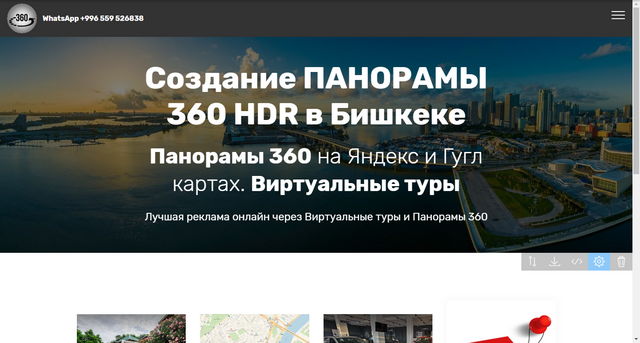 360
WhatsApp +996 559 526838
Создание ПАНОРАМЫ
360 HDR в Бишкеке
Панорамы 360 на Яндекс и Гугл
картах. Виртуальные туры
Лучшая реклама онлайн через Виртуальные туры и Панорамы 360